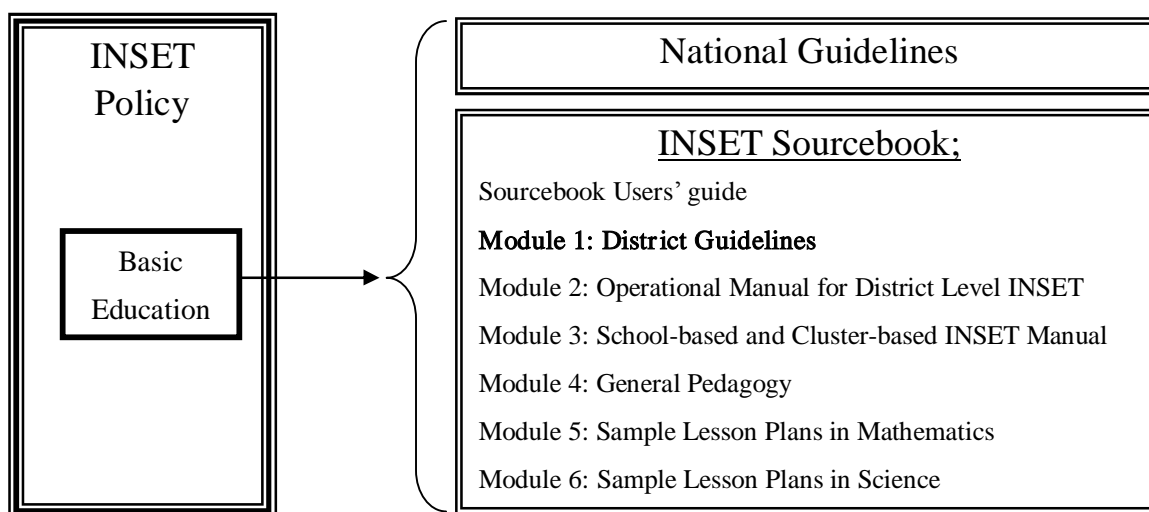 INSET
Policy
Basic
Education
National Guidelines
INSET Sourcebook;
Sourcebook Users’ guide
Module 1: District Guidelines
Module 2: Operational Manual for District Level INSET
Module 3: School-based and Cluster-based INSET Manual
Module 4: General Pedagogy
Module 5: Sample Lesson Plans in Mathematics
Module 6: Sample Lesson Plans in Science